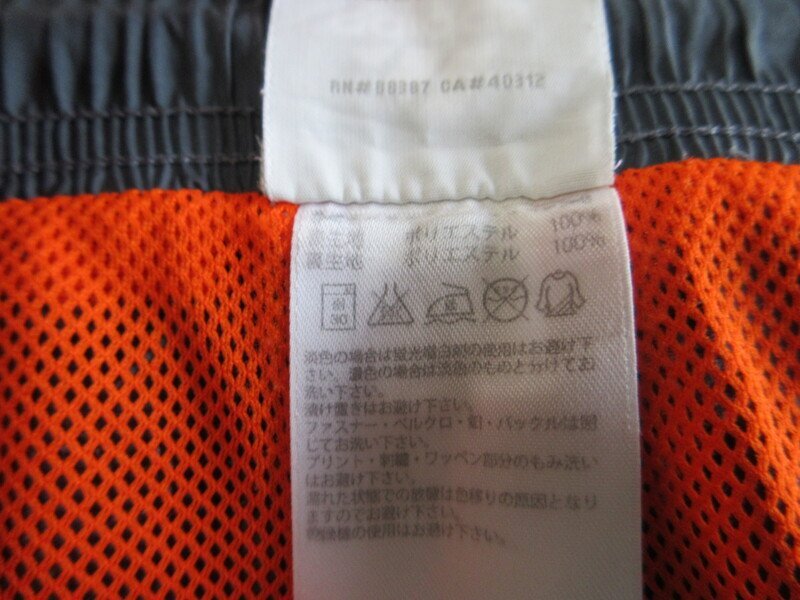 RN#88387 CA#40312
表生地 ポリエステル 100%
裏生地 ポリエステル 100%
弱
30
淡色の場合は蛍光増白剤の使用はお避け下
さい。濃色の場合は淡色のものと分けてお
洗い下さい。
漬け置きはお避け下さい。
ファスナー・ベルクロ・釦・バックルは閉
じてお洗い下さい。
プリント・刺繍・ワッペン部分のもみ洗い
はお避け下さい。
濡れた状態での放置は色移りの原因となり
ますのでお避け下さい。
の使用はお避け下さい。